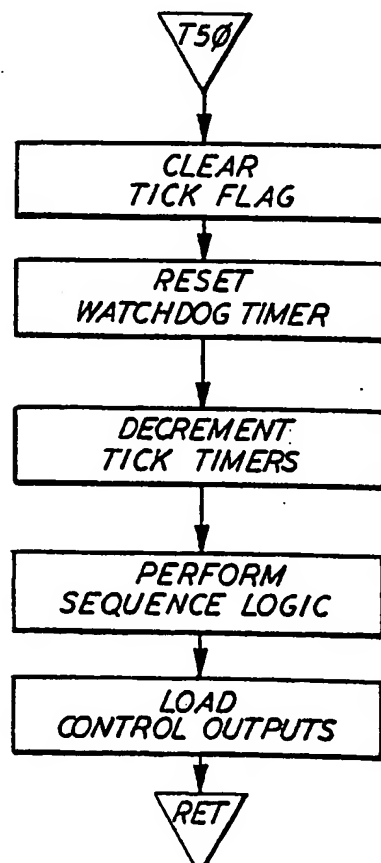 T5Ø
CLEAR
TICK FLAG
RESET
WATCHDOG TIMER
DECREMENT
TICK TIMERS
PERFORM
SEQUENCE LOGIC
LOAD
CONTROL OUTPUTS
RET